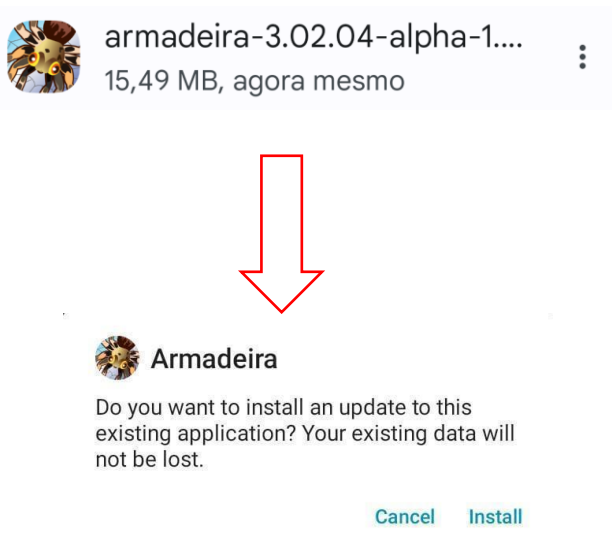 armadeira-3.02.04-alpha-1....
15,49 MB, agora mesmo
Armadeira
Do you want to install an update to this
existing application? Your existing data will
not be lost.
Cancel Install